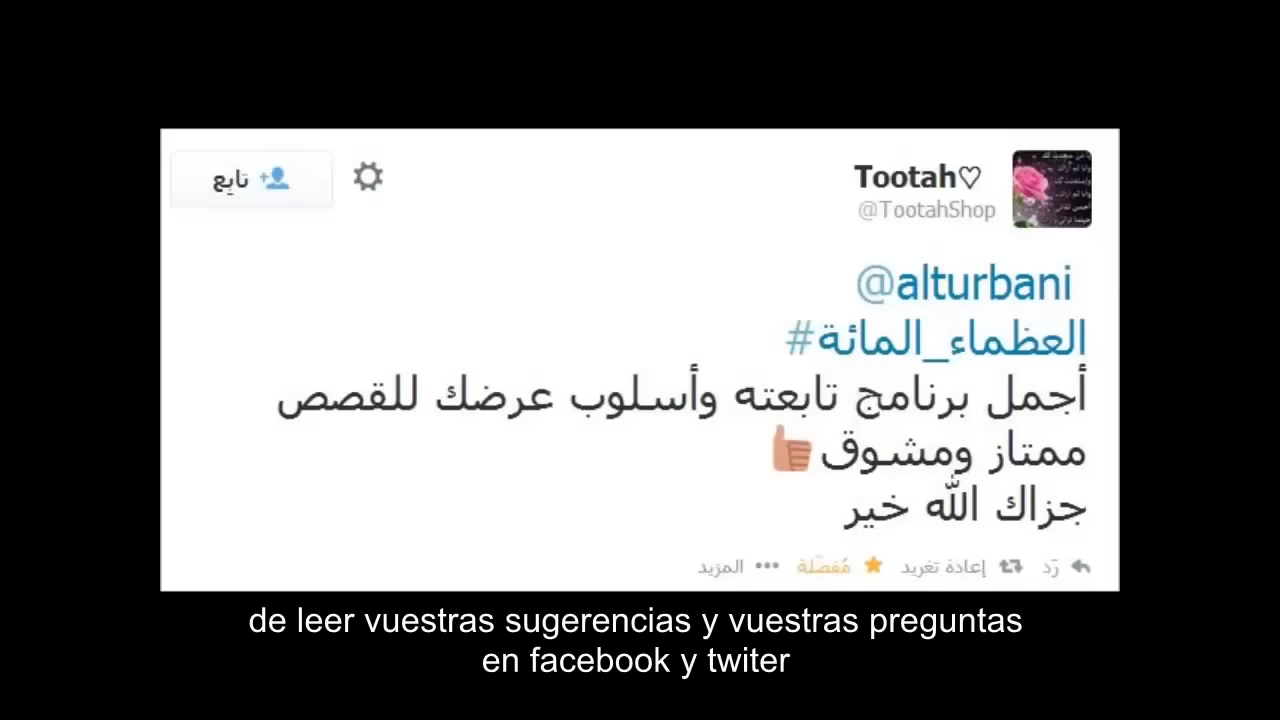 تابِع
Tootah♡
@TootahShop
@alturbani
#العظماء_المائة
أجمل برنامج تابعته وأسلوب عرضك للقصص
ممتاز ومشوق👍
جزاك الله خير
رَد إعادة تغريد مُفضّلة المزيد
de leer vuestras sugerencias y vuestras preguntas
en facebook y twiter